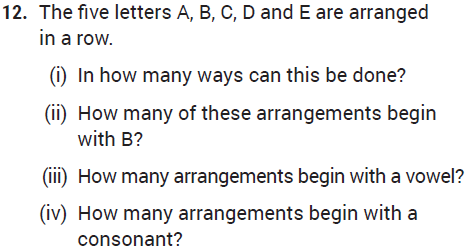 12. The five letters A, B, C, D and E are arranged
in a row.
(i) In how many ways can this be done?
(ii) How many of these arrangements begin
with B?
(iii) How many arrangements begin with a vowel?
(iv) How many arrangements begin with a
consonant?